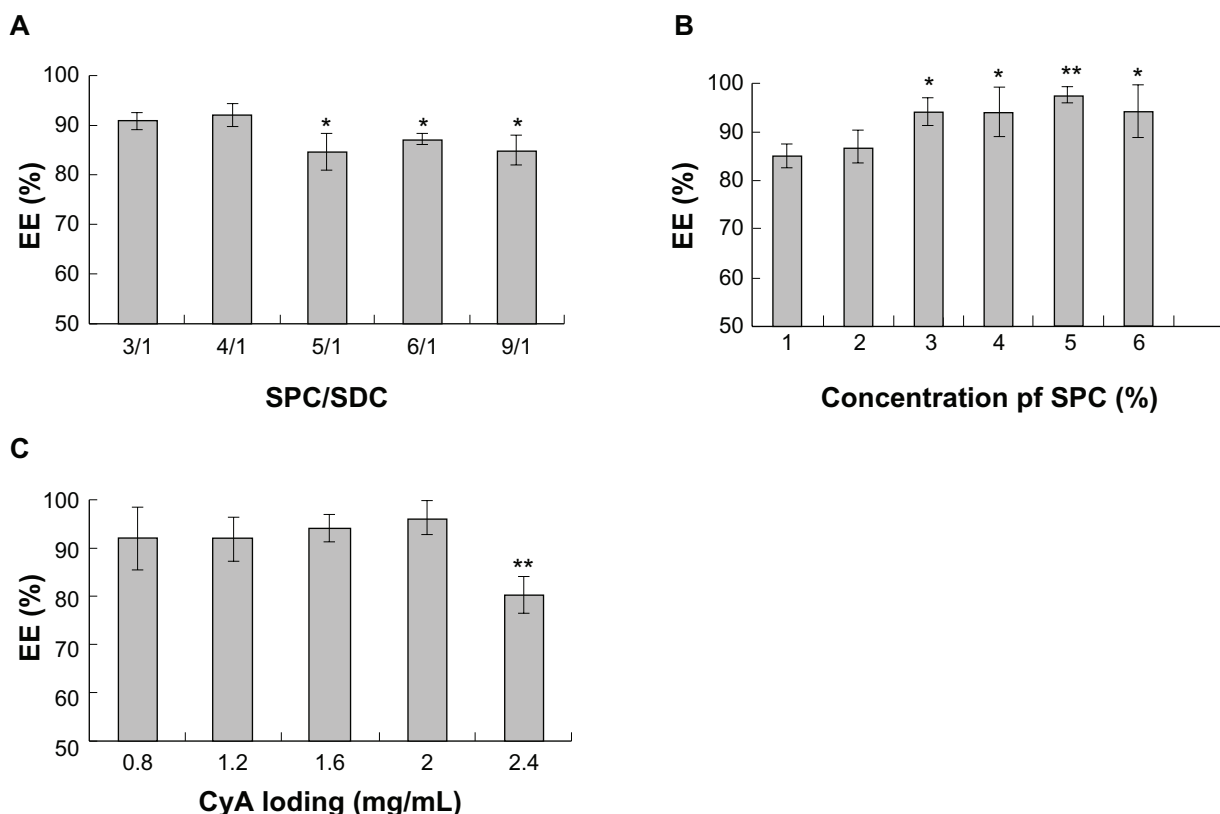 A
100
90
80
70
60
50
EE (%)
* * *
3/1 4/1 5/1 6/1 9/1
SPC/SDC
B
100
90
80
70
60
50
EE (%)
* * ** *
1 2 3 4 5 6
Concentration pf SPC (%)
C
100
90
80
70
60
50
EE (%)
**
0.8 1.2 1.6 2 2.4
CyA loding (mg/mL)